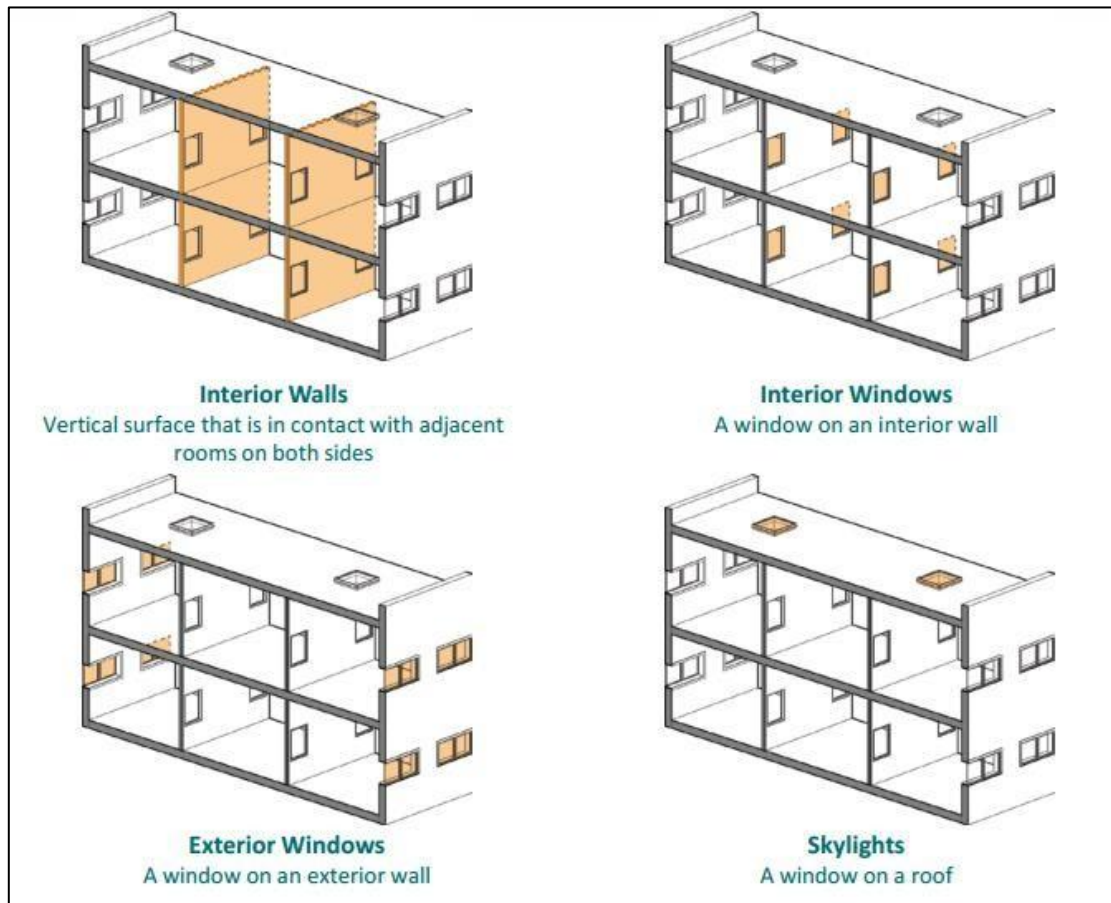 Interior Walls
Vertical surface that is in contact with adjacent
rooms on both sides
Interior Windows
A window on an interior wall
Exterior Windows
A window on an exterior wall
Skylights
A window on a roof